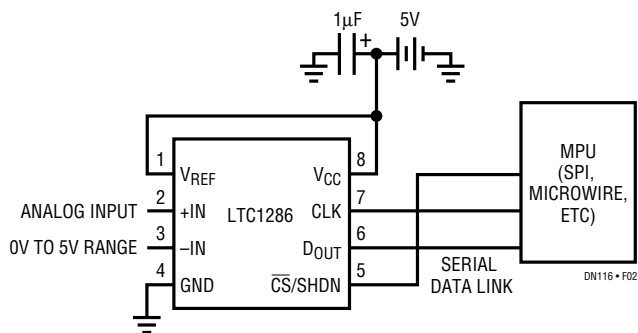 1µF
+
5V
1
VREF
2
+IN
3
–IN
4
GND
LTC1286
8
VCC
7
CLK
6
DOUT
5
CS/SHDN
ANALOG INPUT
0V TO 5V RANGE
MPU
(SPI,
MICROWIRE,
ETC)
SERIAL
DATA LINK
DN116 • F02